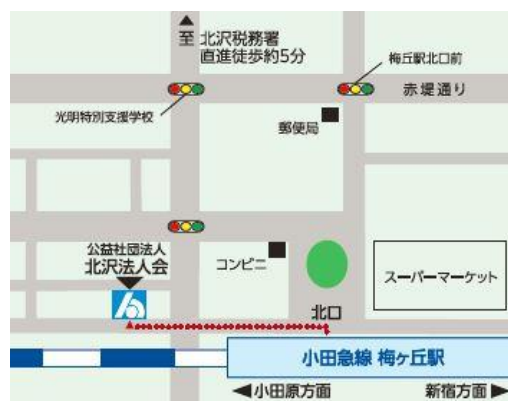 至 北沢税務署
直進徒歩約5分
梅丘駅北口前
赤堤通り
光明特別支援学校
郵便局
公益社団法人
北沢法人会
コンビニ
スーパーマーケット
北口
小田急線 梅ヶ丘駅
◀小田原方面
新宿方面▶